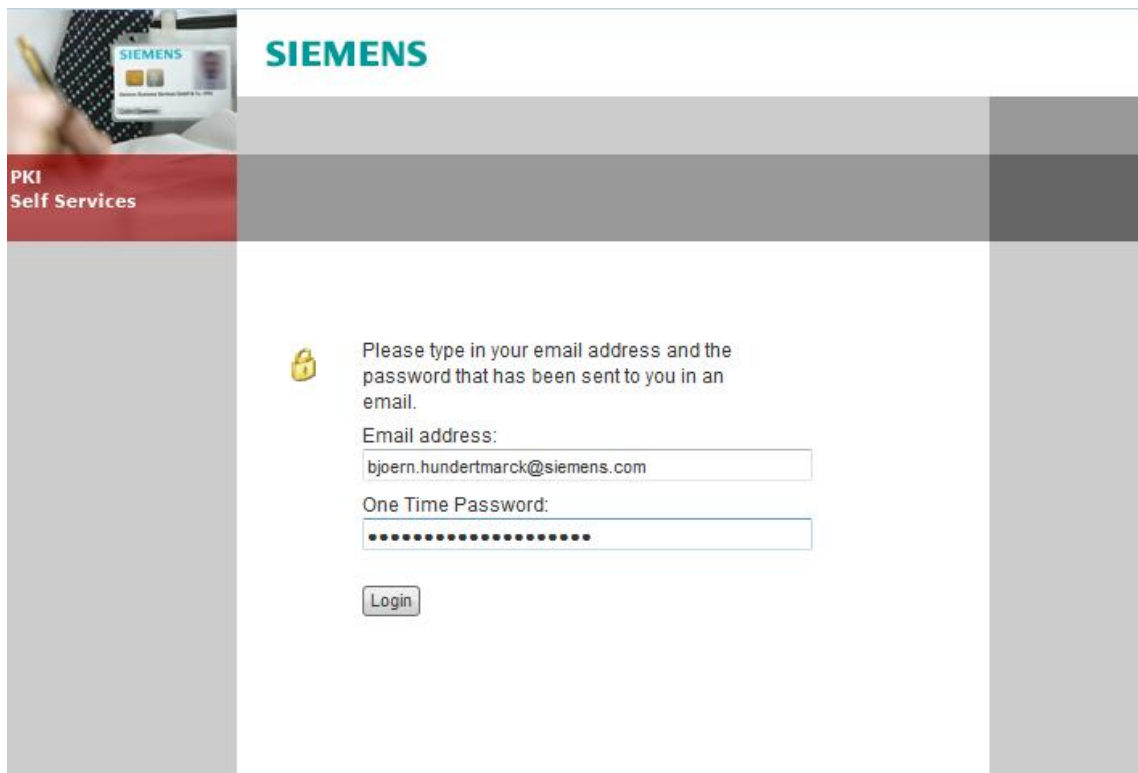 SIEMENS
SIEMENS
PKI
Self Services
Please type in your email address and the
password that has been sent to you in an
email.
Email address:
bjoern.hundertmarck@siemens.com
One Time Password:
••••••••••••••••••••
Login